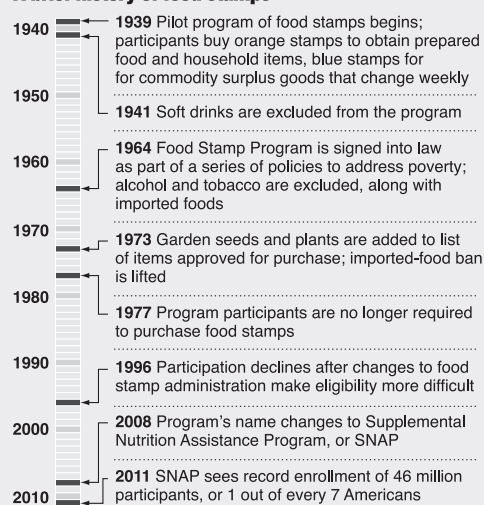 1940
1950
1960
1970
1980
1990
2000
2010
1939 Pilot program of food stamps begins;
participants buy orange stamps to obtain prepared
food and household items, blue stamps for
for commodity surplus goods that change weekly
1941 Soft drinks are excluded from the program
1964 Food Stamp Program is signed into law
as part of a series of policies to address poverty;
alcohol and tobacco are excluded, along with
imported foods
1973 Garden seeds and plants are added to list
of items approved for purchase; imported-food ban
is lifted
1977 Program participants are no longer required
to purchase food stamps
1996 Participation declines after changes to food
stamp administration make eligibility more difficult
2008 Program's name changes to Supplemental
Nutrition Assistance Program, or SNAP
2011 SNAP sees record enrollment of 46 million
participants, or 1 out of every 7 Americans